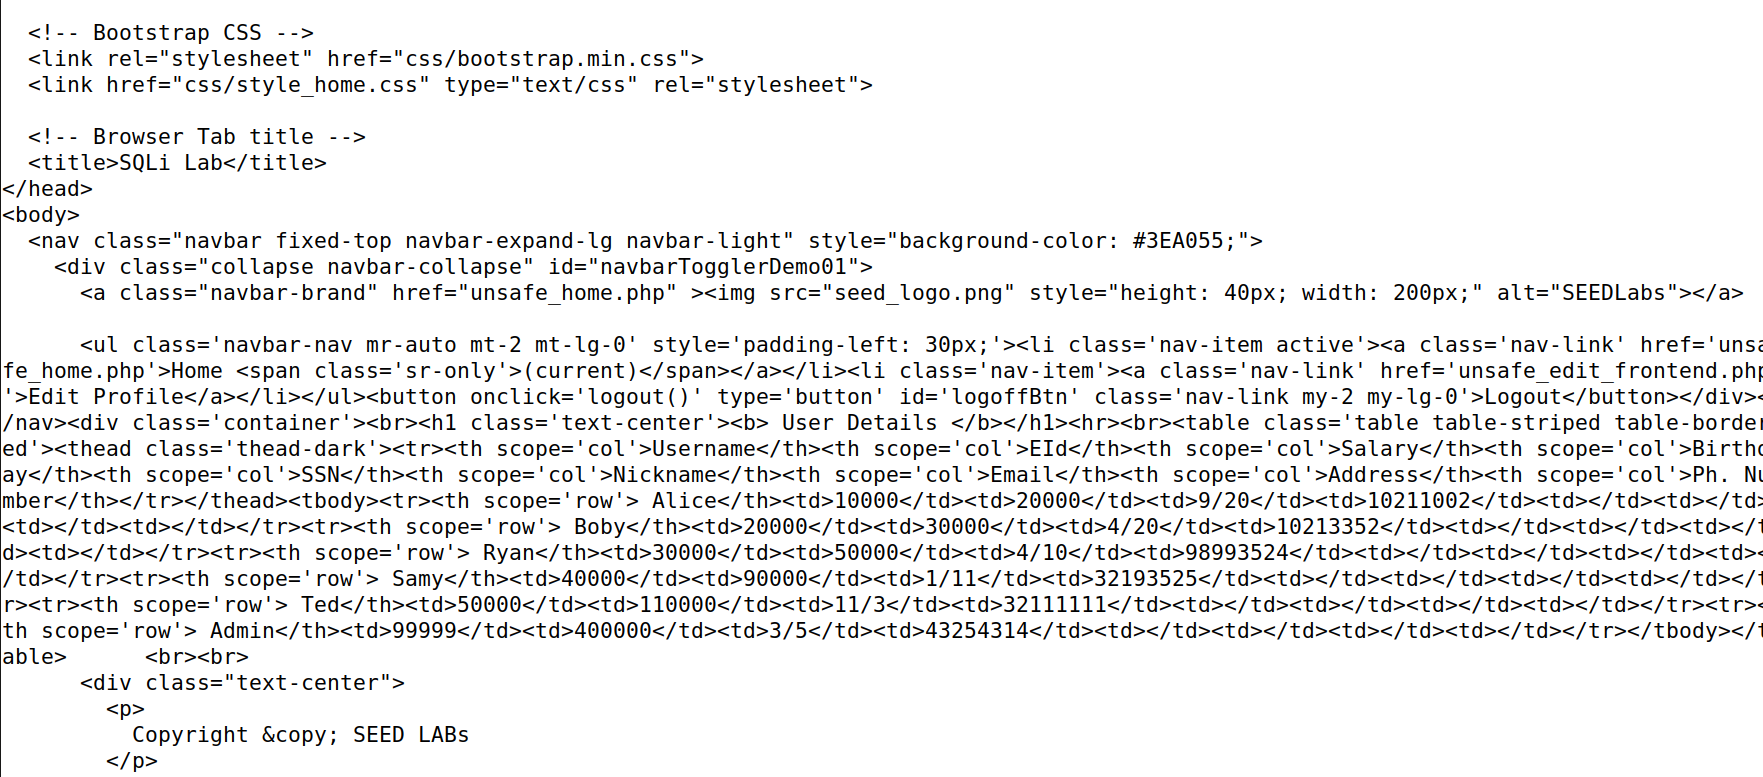 <!-- Bootstrap CSS -->
<link rel="stylesheet" href="css/bootstrap.min.css">
<link href="css/style_home.css" type="text/css" rel="stylesheet">
<!-- Browser Tab title -->
<title>SQLi Lab</title>
</head>
<body>
<nav class="navbar fixed-top navbar-expand-lg navbar-light" style="background-color: #3EA055;">
<div class="collapse navbar-collapse" id="navbarTogglerDemo01">
<a class="navbar-brand" href="unsafe_home.php" ><img src="seed_logo.png" style="height: 40px; width: 200px;" alt="SEEDLabs"></a>
<ul class='navbar-nav mr-auto mt-2 mt-lg-0' style='padding-left: 30px;'><li class='nav-item active'><a class='nav-link' href='unsa
fe_home.php'>Home <span class='sr-only'>(current)</span></a></li><li class='nav-item'><a class='nav-link' href='unsafe_edit_frontend.php
'>Edit Profile</a></li></ul><button onclick='logout()' type='button' id='logoffBtn' class='nav-link my-2 my-lg-0'>Logout</button></div><
/nav><div class='container'><br><h1 class='text-center'><b> User Details </b></h1><hr><br><table class='table table-striped table-border
ed'><thead class='thead-dark'><tr><th scope='col'>Username</th><th scope='col'>EId</th><th scope='col'>Salary</th><th scope='col'>Birthd
ay</th><th scope='col'>SSN</th><th scope='col'>Nickname</th><th scope='col'>Email</th><th scope='col'>Address</th><th scope='col'>Ph. Nu
mber</th></tr></thead><tbody><tr><th scope='row'> Alice</th><td>10000</td><td>20000</td><td>9/20</td><td>10211002</td><td></td><td></td>
<td></td><td></td></tr><tr><th scope='row'> Boby</th><td>20000</td><td>30000</td><td>4/20</td><td>10213352</td><td></td><td></td><td></t
d><td></td></tr><tr><th scope='row'> Ryan</th><td>30000</td><td>50000</td><td>4/10</td><td>98993524</td><td></td><td></td><td></td><td><
/td></tr><tr><th scope='row'> Samy</th><td>40000</td><td>90000</td><td>1/11</td><td>32193525</td><td></td><td></td><td></td><td></td></t
r><tr><th scope='row'> Ted</th><td>50000</td><td>110000</td><td>11/3</td><td>32111111</td><td></td><td></td><td></td><td></td></tr><tr><
th scope='row'> Admin</th><td>99999</td><td>400000</td><td>3/5</td><td>43254314</td><td></td><td></td><td></td><td></td></tr></tbody></t
able>      <br><br>
<div class="text-center">
<p>
Copyright &copy; SEED LABs
</p>